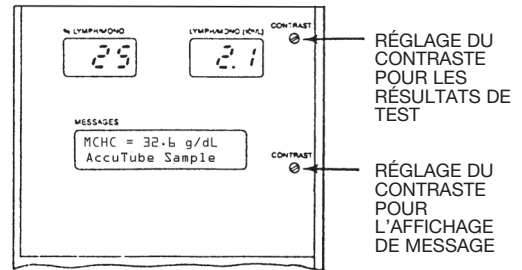 % LYMPH/MONO
LYMPH/MONO (10⁹/L)
CONTRAST
25
2.1
RÉGLAGE DU
CONTRASTE
POUR LES
RÉSULTATS DE
TEST
MESSAGES
MCHC = 32.6 g/dL
AccuTube Sample
CONTRAST
RÉGLAGE DU
CONTRASTE
POUR
L'AFFICHAGE
DE MESSAGE